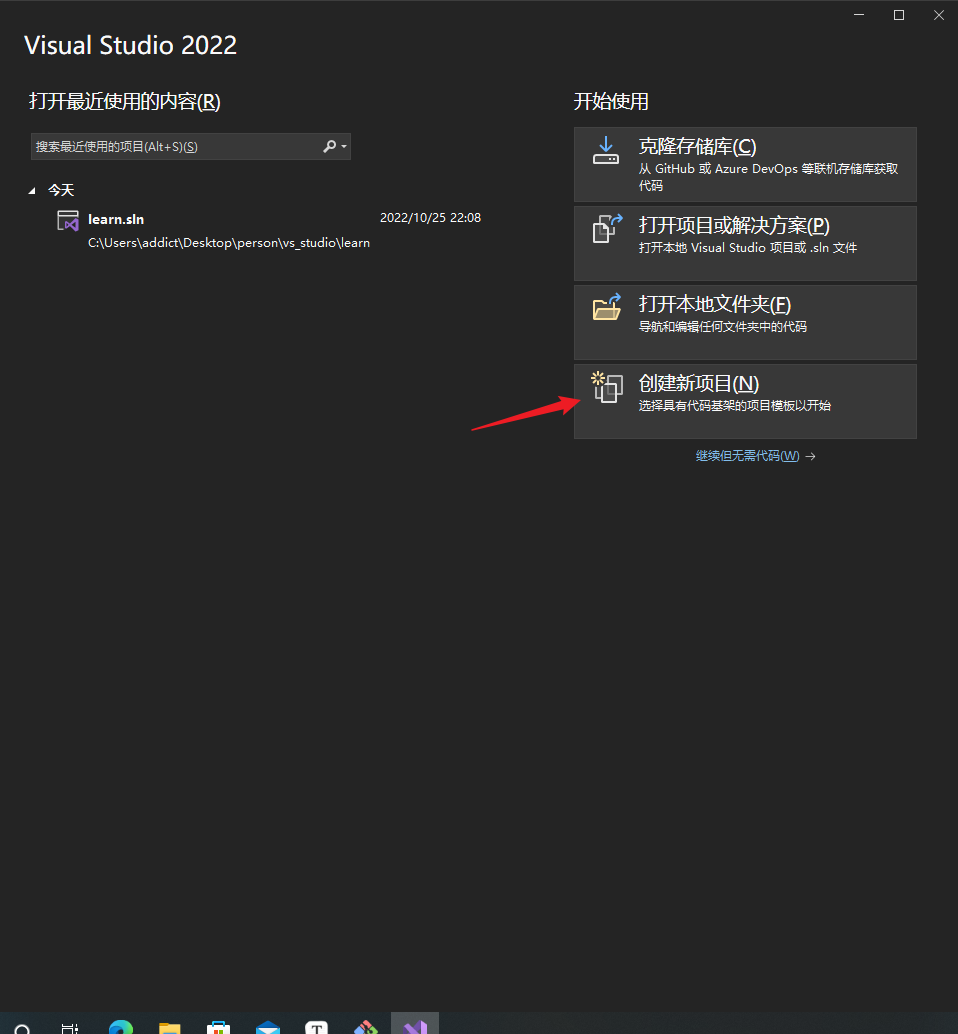 Visual Studio 2022
打开最近使用的内容(R)
搜索最近使用的项目(Alt+S)(S)
今天
learn.sln
2022/10/25 22:08
C:\Users\addict\Desktop\person\vs_studio\learn
开始使用
克隆存储库(C)
从 GitHub 或 Azure DevOps 等联机存储库获取
代码
打开项目或解决方案(P)
打开本地 Visual Studio 项目或 .sln 文件
打开本地文件夹(F)
导航和编辑任何文件夹中的代码
创建新项目(N)
选择具有代码基架的项目模板以开始
继续但无需代码(W) →
T